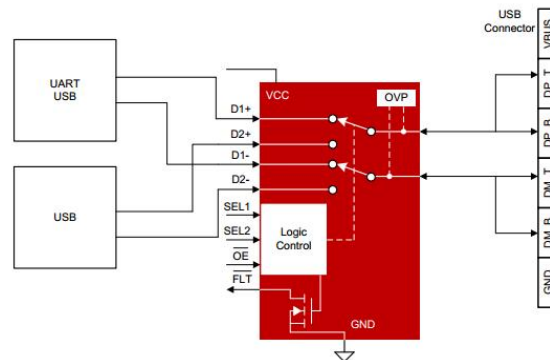 USB
Connector
VBUS
DP_T
DP_B
DM_T
DM_B
GND
UART
USB
USB
VCC
OVP
D1+
D2+
D1-
D2-
SEL1
SEL2
OE
FLT
Logic
Control
GND